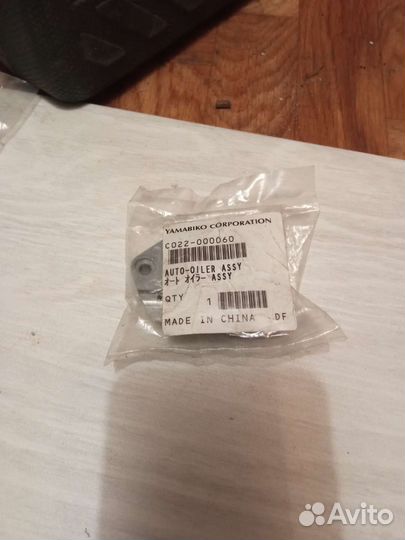 YAMABIKO CORPORATION
C022-000060
AUTO-OILER ASSY
オート オイラー ASSY
QTY 1
MADE IN CHINA .DF
Avito